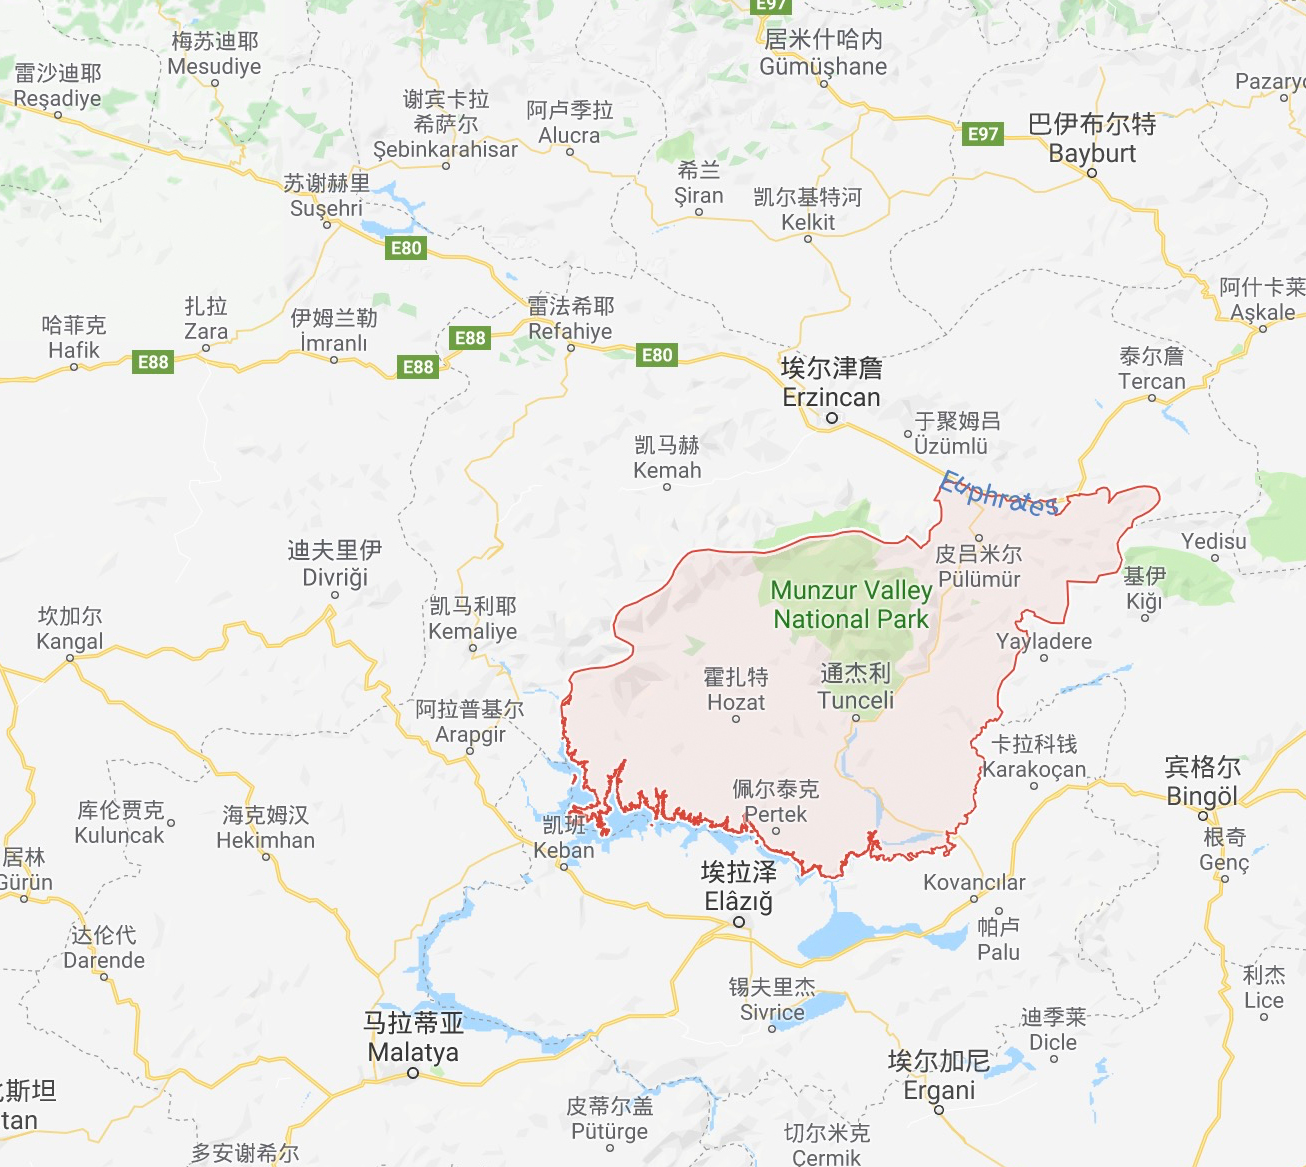 E97
梅苏迪耶
Mesudiye
居米什哈内
Gümüşhane
雷沙迪耶
Reşadiye
谢宾卡拉
希萨尔
Şebinkarahisar
阿卢季拉
Alucra
E97
巴伊布尔特
Bayburt
苏谢赫里
Suşehri
希兰
Şiran
凯尔基特河
Kelkit
E80
扎拉
Zara
伊姆兰勒
İmranlı
雷法希耶
Refahiye
阿什卡莱
Aşkale
哈菲克
Hafik
E88
E88
E88
E80
埃尔津詹
Erzincan
泰尔詹
Tercan
于聚姆吕
Üzümlü
凯马赫
Kemah
Euphrates
皮吕米尔
Pülümür
Yedisu
基伊
Kiğı
迪夫里伊
Divriği
Munzur Valley
National Park
凯马利耶
Kemaliye
坎加尔
Kangal
Yayladere
霍扎特
Hozat
通杰利
Tunceli
阿拉普基尔
Arapgir
卡拉科钱
Karakoçan
宾格尔
Bingöl
佩尔泰克
Pertek
库伦贾克
Kuluncak
海克姆汉
Hekimhan
凯班
Keban
根奇
Genç
居林
Gürün
埃拉泽
Elâzığ
Kovancılar
帕卢
Palu
达伦代
Darende
利杰
Lice
锡夫里杰
Sivrice
马拉蒂亚
Malatya
迪季莱
Dicle
埃尔加尼
Ergani
斯坦
tan
皮蒂尔盖
Pütürge
切尔米克
Çermik
多安谢希尔